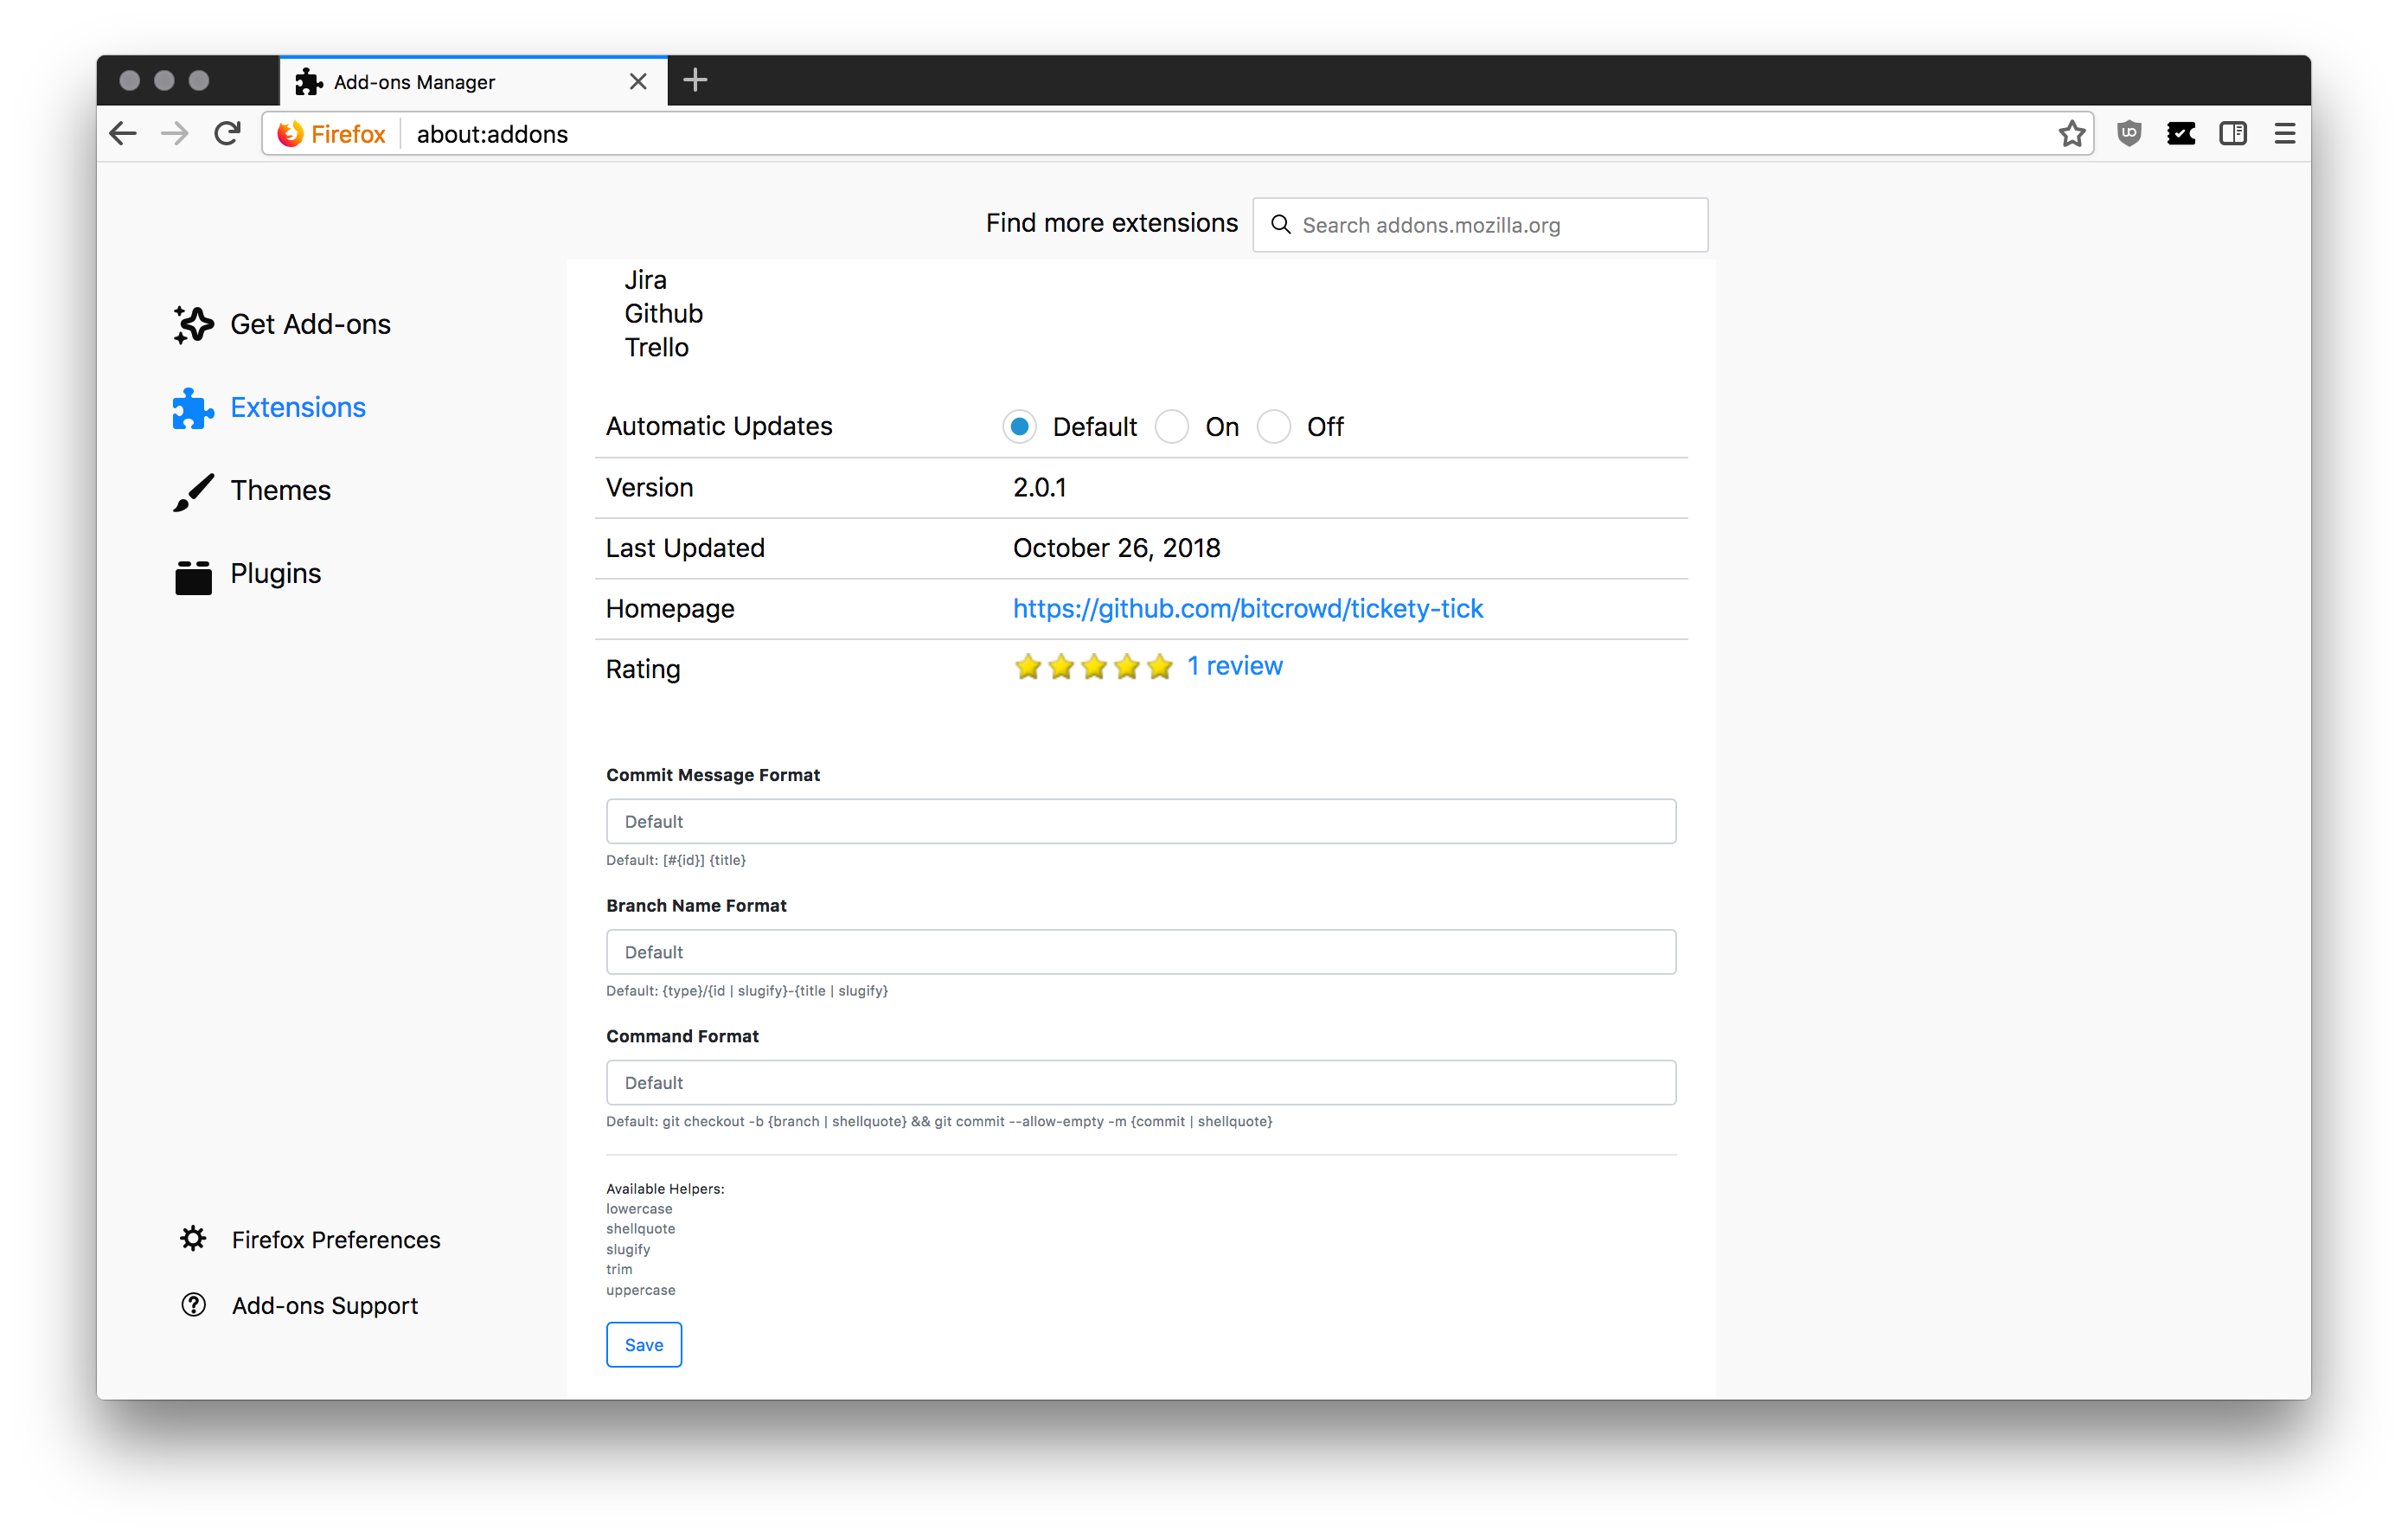 Add-ons Manager
Firefox about:addons
Find more extensions Search addons.mozilla.org
Get Add-ons
Extensions
Themes
Plugins
Firefox Preferences
Add-ons Support
Jira
Github
Trello
Automatic Updates Default On Off
Version 2.0.1
Last Updated October 26, 2018
Homepage https://github.com/bitcrowd/tickety-tick
Rating 1 review
Commit Message Format
Default
Default: [#{id}] {title}
Branch Name Format
Default
Default: {type}/{id | slugify}-{title | slugify}
Command Format
Default
Default: git checkout -b {branch | shellquote} && git commit --allow-empty -m {commit | shellquote}
Available Helpers:
lowercase
shellquote
slugify
trim
uppercase
Save